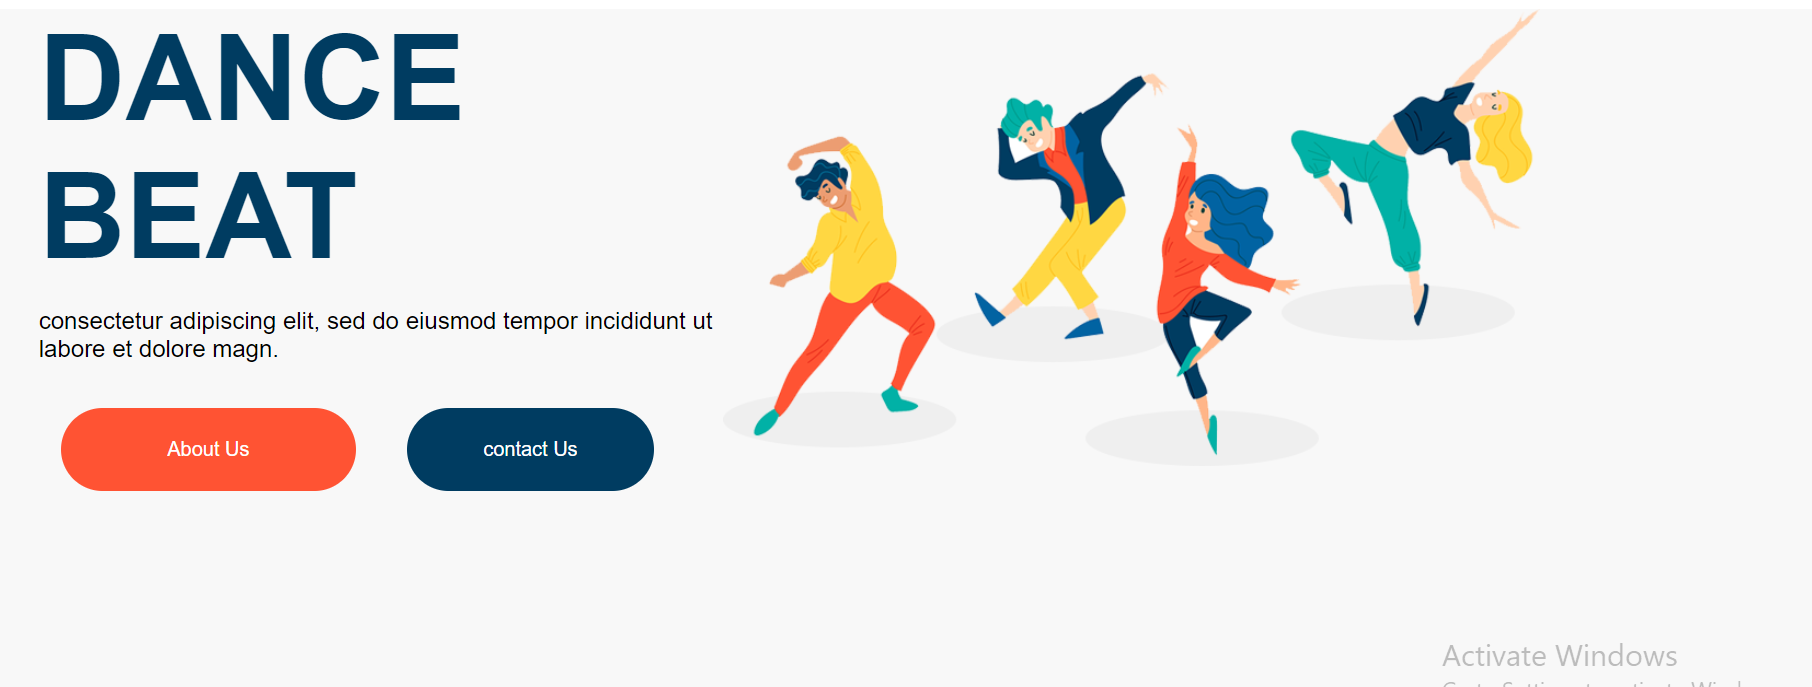 DANCE
BEAT
consectetur adipiscing elit, sed do eiusmod tempor incididunt ut
labore et dolore magn.
About Us
contact Us
Activate Windows